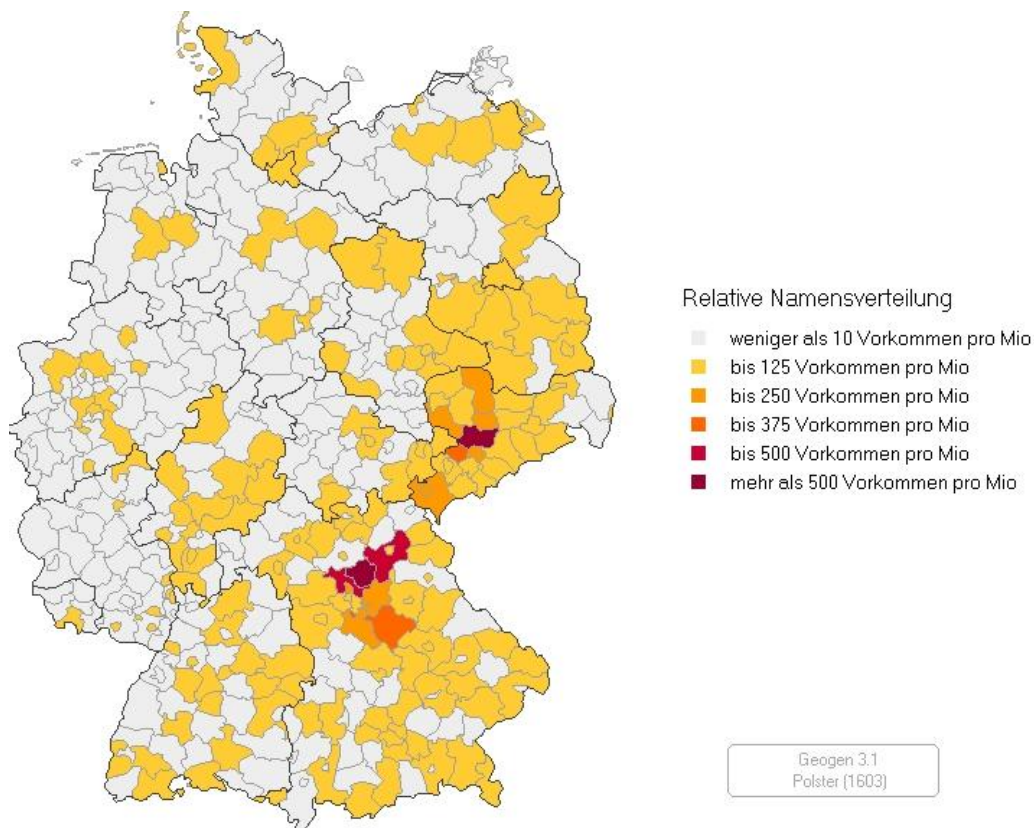 Relative Namensverteilung
weniger als 10 Vorkommen pro Mio
bis 125 Vorkommen pro Mio
bis 250 Vorkommen pro Mio
bis 375 Vorkommen pro Mio
bis 500 Vorkommen pro Mio
mehr als 500 Vorkommen pro Mio
Geogen 3.1
Polster (1603)